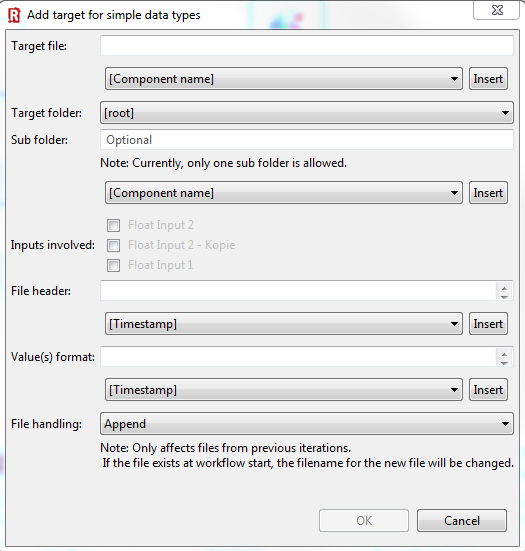 Add target for simple data types
Target file:
[Component name] Insert
Target folder: [root]
Sub folder: Optional
Note: Currently, only one sub folder is allowed.
[Component name] Insert
Float Input 2
Inputs involved: Float Input 2 - Kopie
Float Input 1
File header:
[Timestamp] Insert
Value(s) format:
[Timestamp] Insert
File handling: Append
Note: Only affects files from previous iterations.
If the file exists at workflow start, the filename for the new file will be changed.
OK Cancel